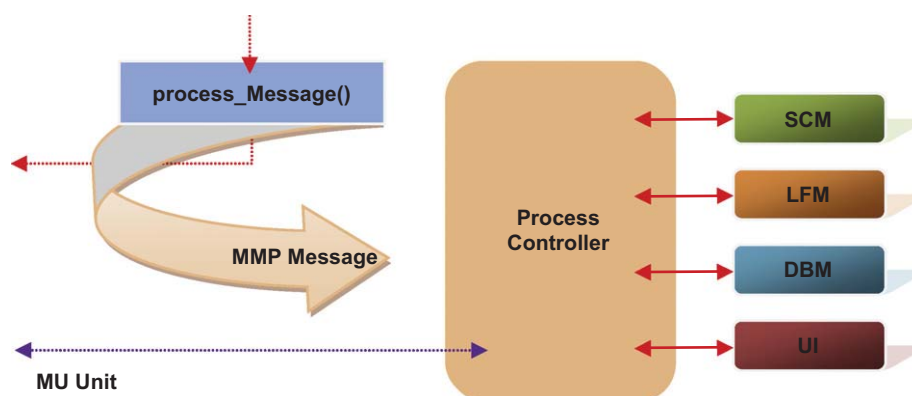 process_Message()
MMP Message
MU Unit
Process
Controller
SCM
LFM
DBM
UI